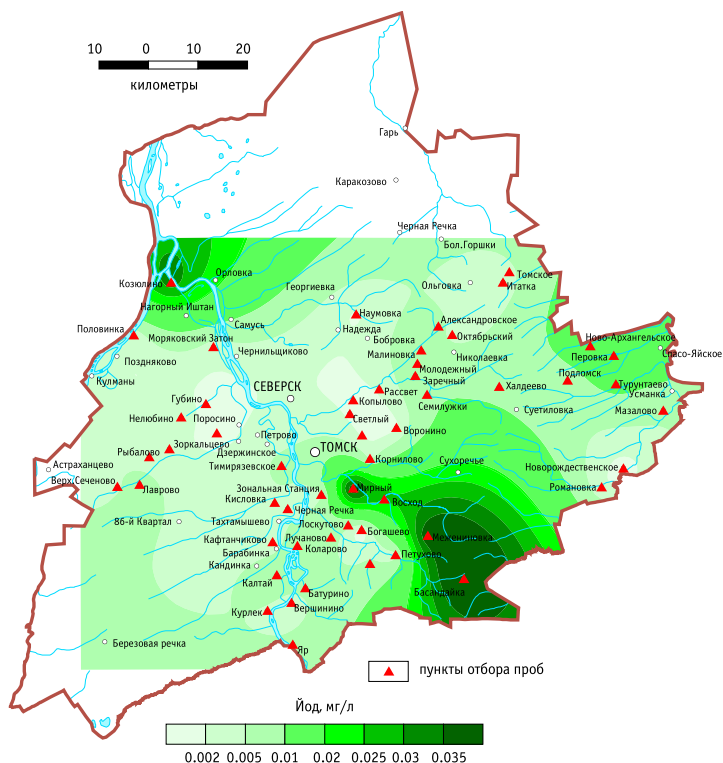 10 0 10 20
километры
Гарь
Каракозово
Черная Речка
Бол.Горшки
Орловка
Томское
Козюлино
Ольговка
Итатка
Георгиевка
Нагорный Иштан
Наумовка
Самусь
Александровское
Половинка
Надежда
Октябрьский
Ново-Архангельское
Моряковский Затон
Бобровка
Чернильщиково
Малиновка
Николаевка
Перовка
Спасо-Яйское
Поздняково
Молодежный
Подломск
Кулманы
СЕВЕРСК
Заречный
Халдеево
Турунтаево
Рассвет
Усманка
Губино
Копылово
Семилужки
Суетиловка
Мазалово
Нелюбино
Поросино
Светлый
Петрово
Воронино
Зоркальцево
ТОМСК
Рыбалово
Дзержинское
Корнилово
Сухоречье
Астраханцево
Тимирязевское
Новорождественское
Верх.Сеченово
Лаврово
Зональная Станция
Мирный
Романовка
Кисловка
Восход
Черная Речка
86-й Квартал
Тахтамышево
Лоскутово
Богашево
Кафтанчиково
Лучаново
Межениновка
Барабинка
Коларово
Петухово
Кандинка
Калтай
Батурино
Басандайка
Курлек
Вершинино
Березовая речка
Яр
пункты отбора проб
Йод, мг/л
0.002 0.005 0.01 0.02 0.025 0.03 0.035